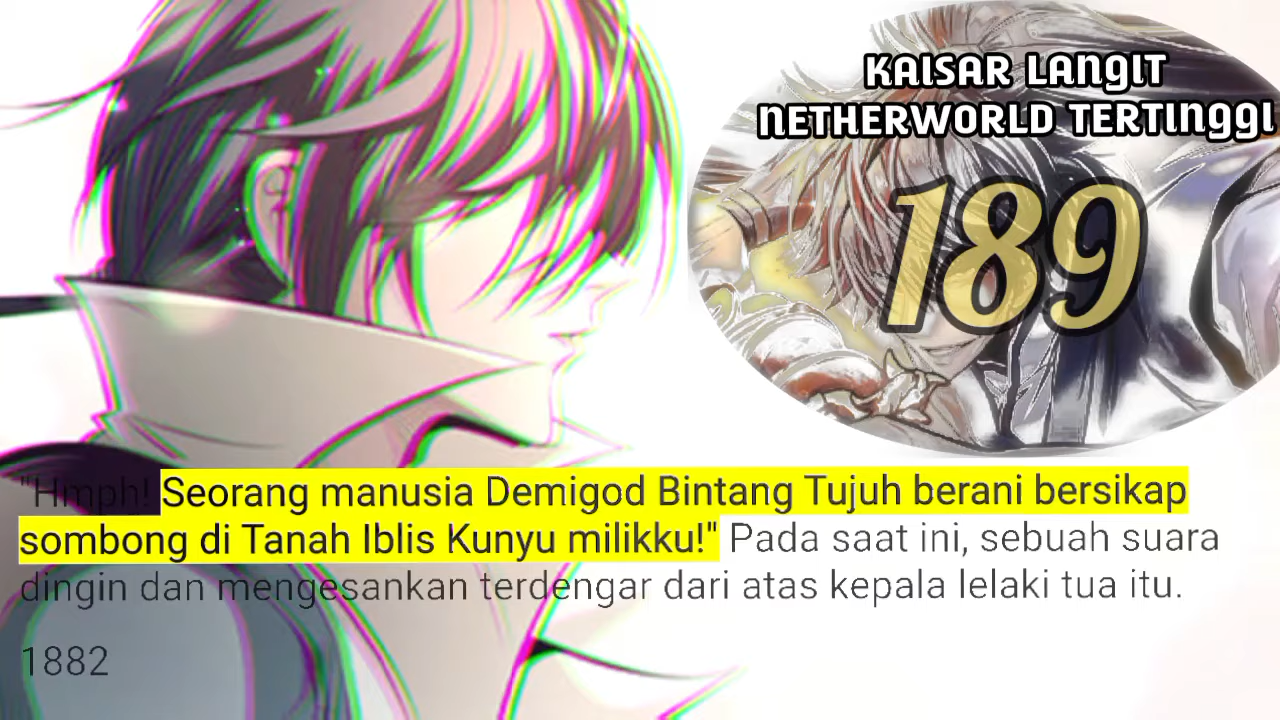 KAISAR LANGIT
NETHERWORLD TERTINGGI
189
"Hmph! Seorang manusia Demigod Bintang Tujuh berani bersikap
sombong di Tanah Iblis Kunyu milikku!" Pada saat ini, sebuah suara
dingin dan mengesankan terdengar dari atas kepala lelaki tua itu.
1882